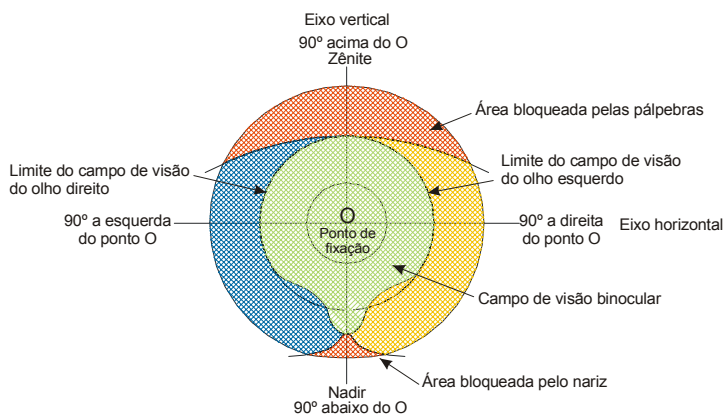 Eixo vertical
90º acima do O
Zênite
Área bloqueada pelas pálpebras
Limite do campo de visão
do olho direito
Limite do campo de visão
do olho esquerdo
90º a esquerda
do ponto O
O
Ponto de
fixação
90º a direita
do ponto O
Eixo horizontal
Campo de visão binocular
Área bloqueada pelo nariz
Nadir
90º abaixo do O